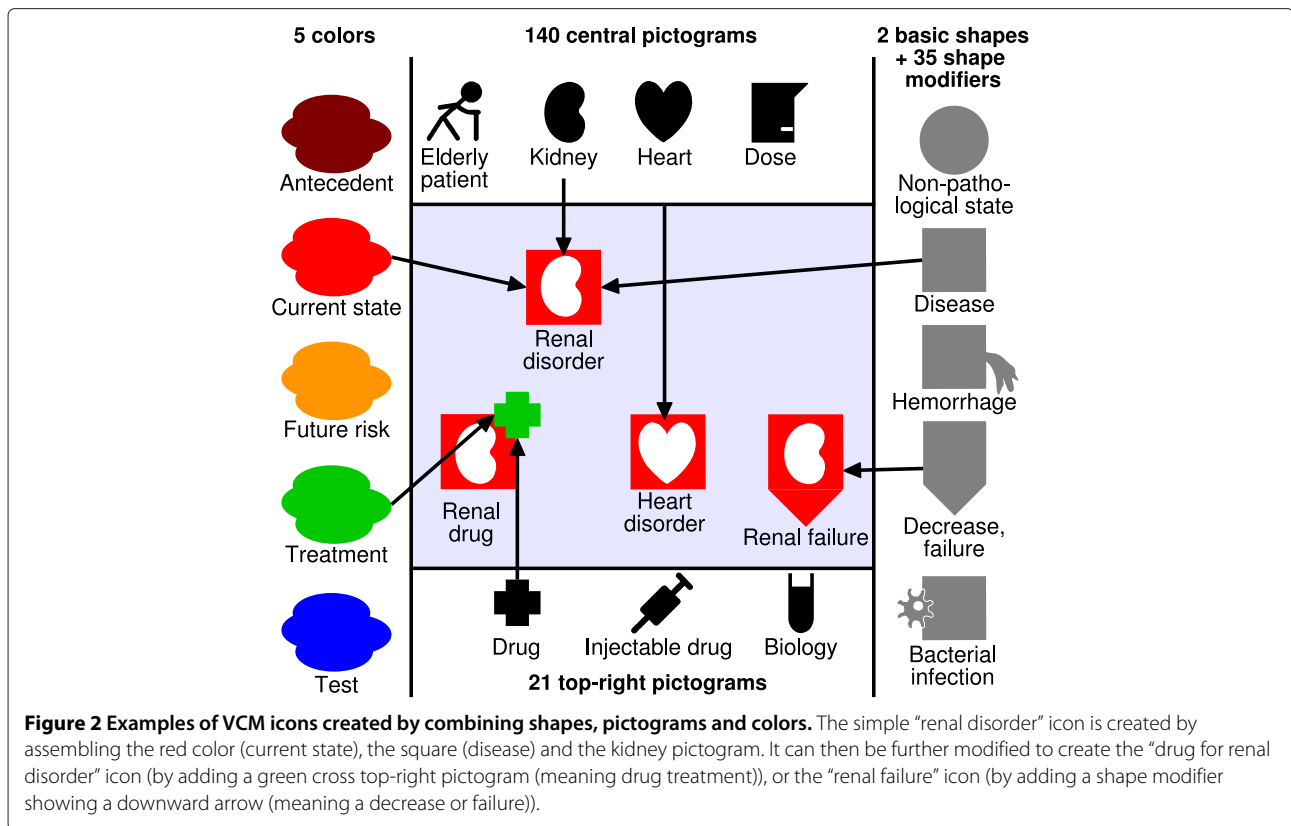 5 colors
140 central pictograms
2 basic shapes
+ 35 shape
modifiers
Antecedent
Current state
Future risk
Treatment
Test
Elderly
patient
Kidney
Heart
Dose
Renal
disorder
Renal
drug
Heart
disorder
Renal failure
Drug
Injectable drug
Biology
21 top-right pictograms
Non-patho-
logical state
Disease
Hemorrhage
Decrease,
failure
Bacterial
infection
Figure 2 Examples of VCM icons created by combining shapes, pictograms and colors. The simple “renal disorder” icon is created by
assembling the red color (current state), the square (disease) and the kidney pictogram. It can then be further modified to create the “drug for renal
disorder” icon (by adding a green cross top-right pictogram (meaning drug treatment)), or the “renal failure” icon (by adding a shape modifier
showing a downward arrow (meaning a decrease or failure)).